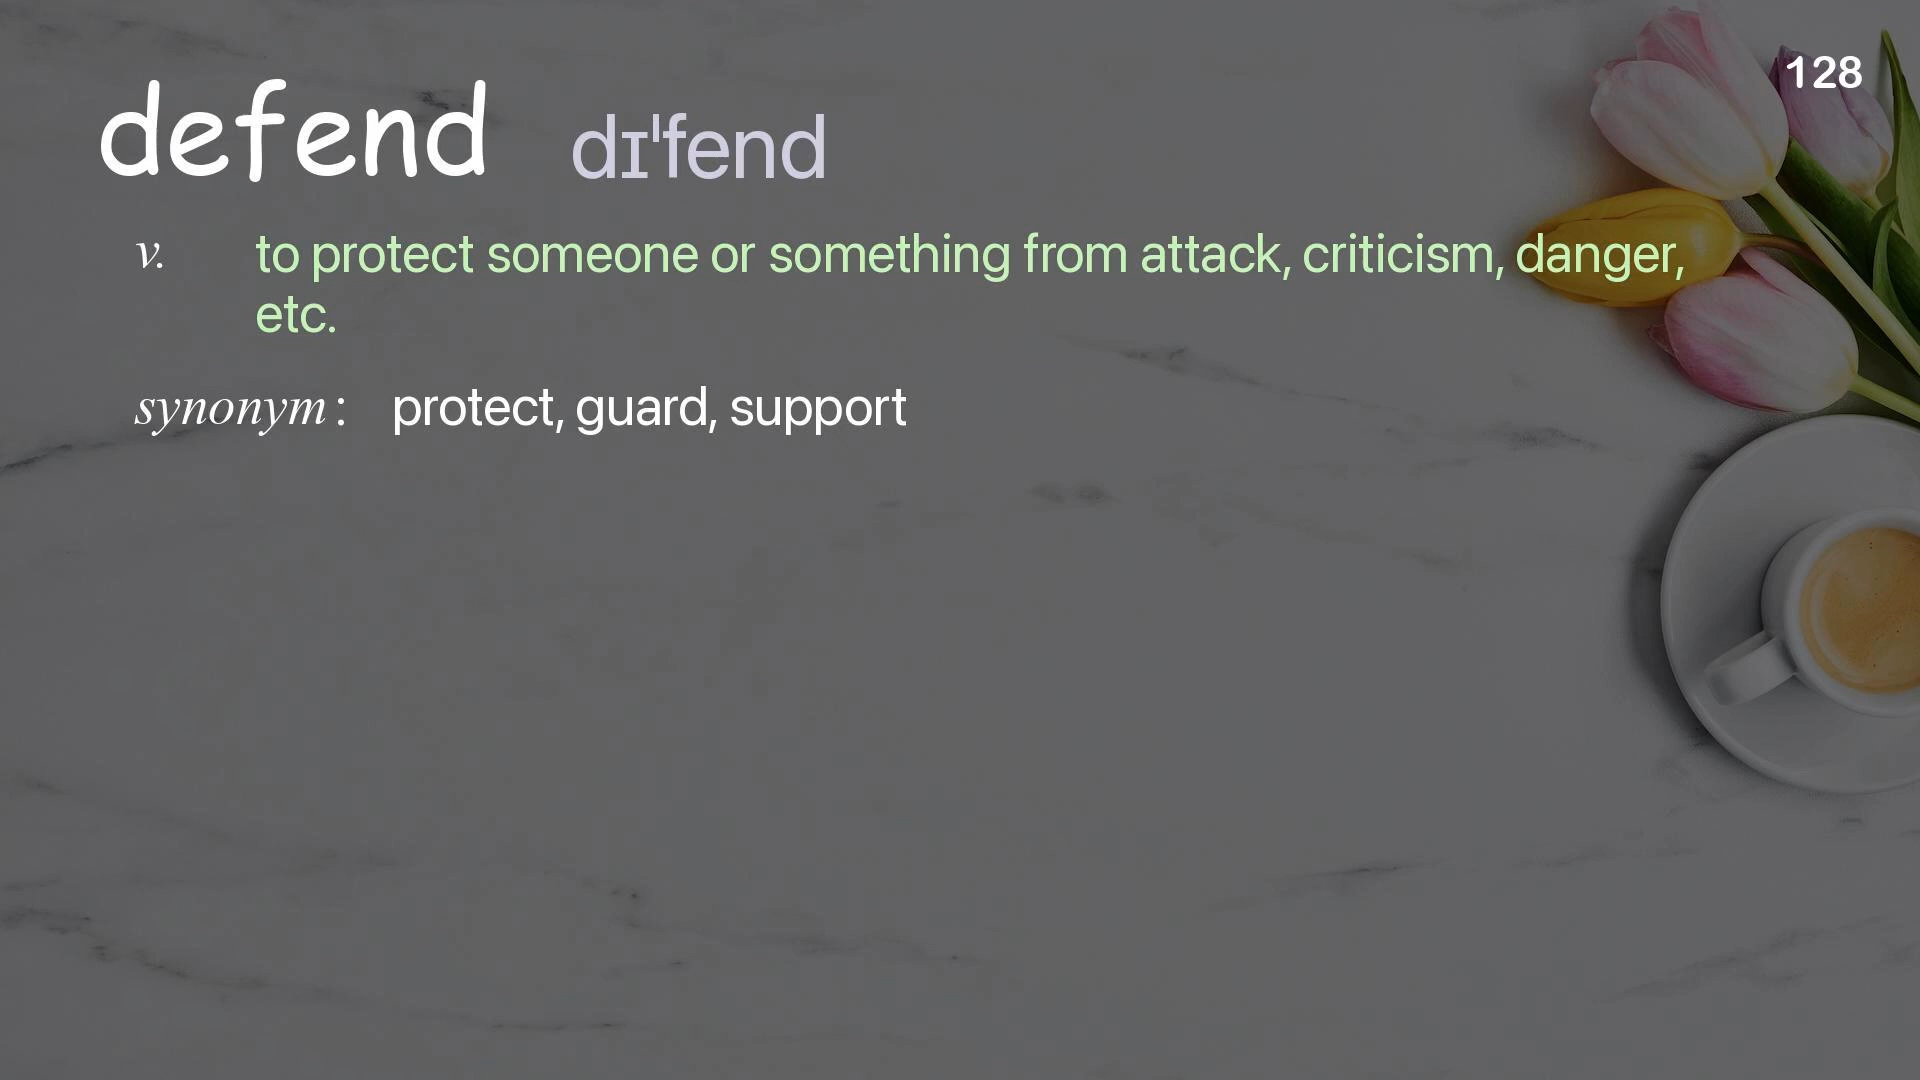 128
defend dɪˈfend
v. to protect someone or something from attack, criticism, danger,
etc.
synonym: protect, guard, support